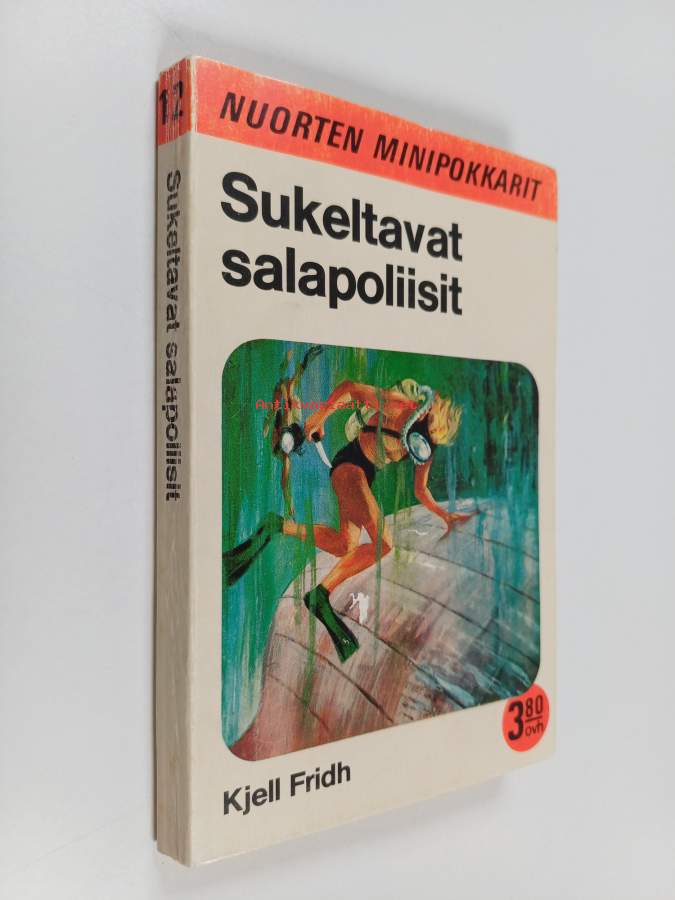 12
Sukeltavat salapoliisit
NUORTEN MINIPOKKARIT
Sukeltavat
salapoliisit
3 80
ovh
Kjell Fridh